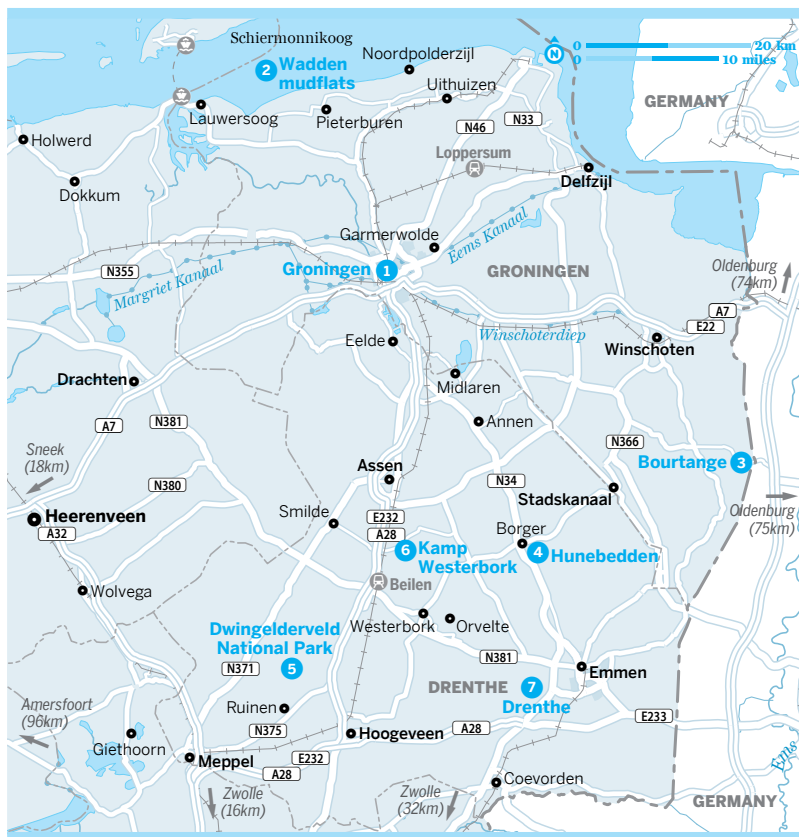 Schiermonnikoog
2 Wadden
mudflats
Noordpolderzijl
N
0 20 km
0 10 miles
GERMANY
Uithuizen
Lauwersoog
Pieterburen
N46
N33
Holwerd
Loppersum
Delfzijl
Dokkum
Garmerwolde
Eems Kanaal
N355
Margriet Kanaal
Groningen 1
GRONINGEN
Oldenburg
(74km)
A7
E22
Eelde
Winschoterdiep
Winschoten
Drachten
Midlaren
A7
N381
Annen
N366
Sneek
(18km)
Bourtange 3
Assen
N380
N34
Stadskanaal
Oldenburg
(75km)
Heerenveen
Smilde
E232
A28
A32
Borger
6 Kamp
Westerbork
4 Hunebedden
Beilen
Wolvega
Westerbork
Orvelte
Dwingelderveld
National Park
5
N371
N381
Emmen
DRENTHE 7
Drenthe
Amersfoort
(96km)
Ruinen
N375
E233
Giethoorn
Hoogeveen
A28
Meppel
E232
A28
Ems
Zwolle
(16km)
Zwolle
(32km)
Coevorden
GERMANY